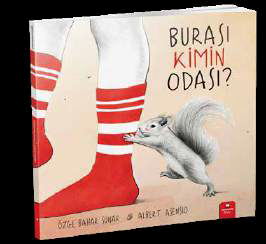 BURASI
KİMİN
ODASI?
ÖZGE BAHAR SUNAR ALBERT ASENSIO